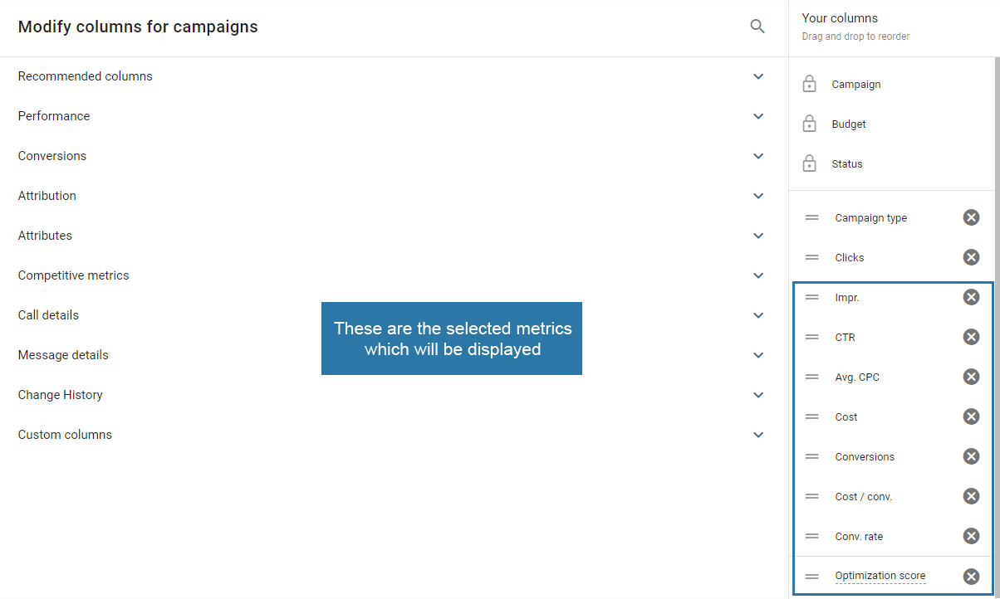 Modify columns for campaigns
Recommended columns
Performance
Conversions
Attribution
Attributes
Competitive metrics
Call details
Message details
Change History
Custom columns
These are the selected metrics
which will be displayed
Your columns
Drag and drop to reorder
Campaign
Budget
Status
Campaign type
Clicks
Impr.
CTR
Avg. CPC
Cost
Conversions
Cost / conv.
Conv. rate
Optimization score